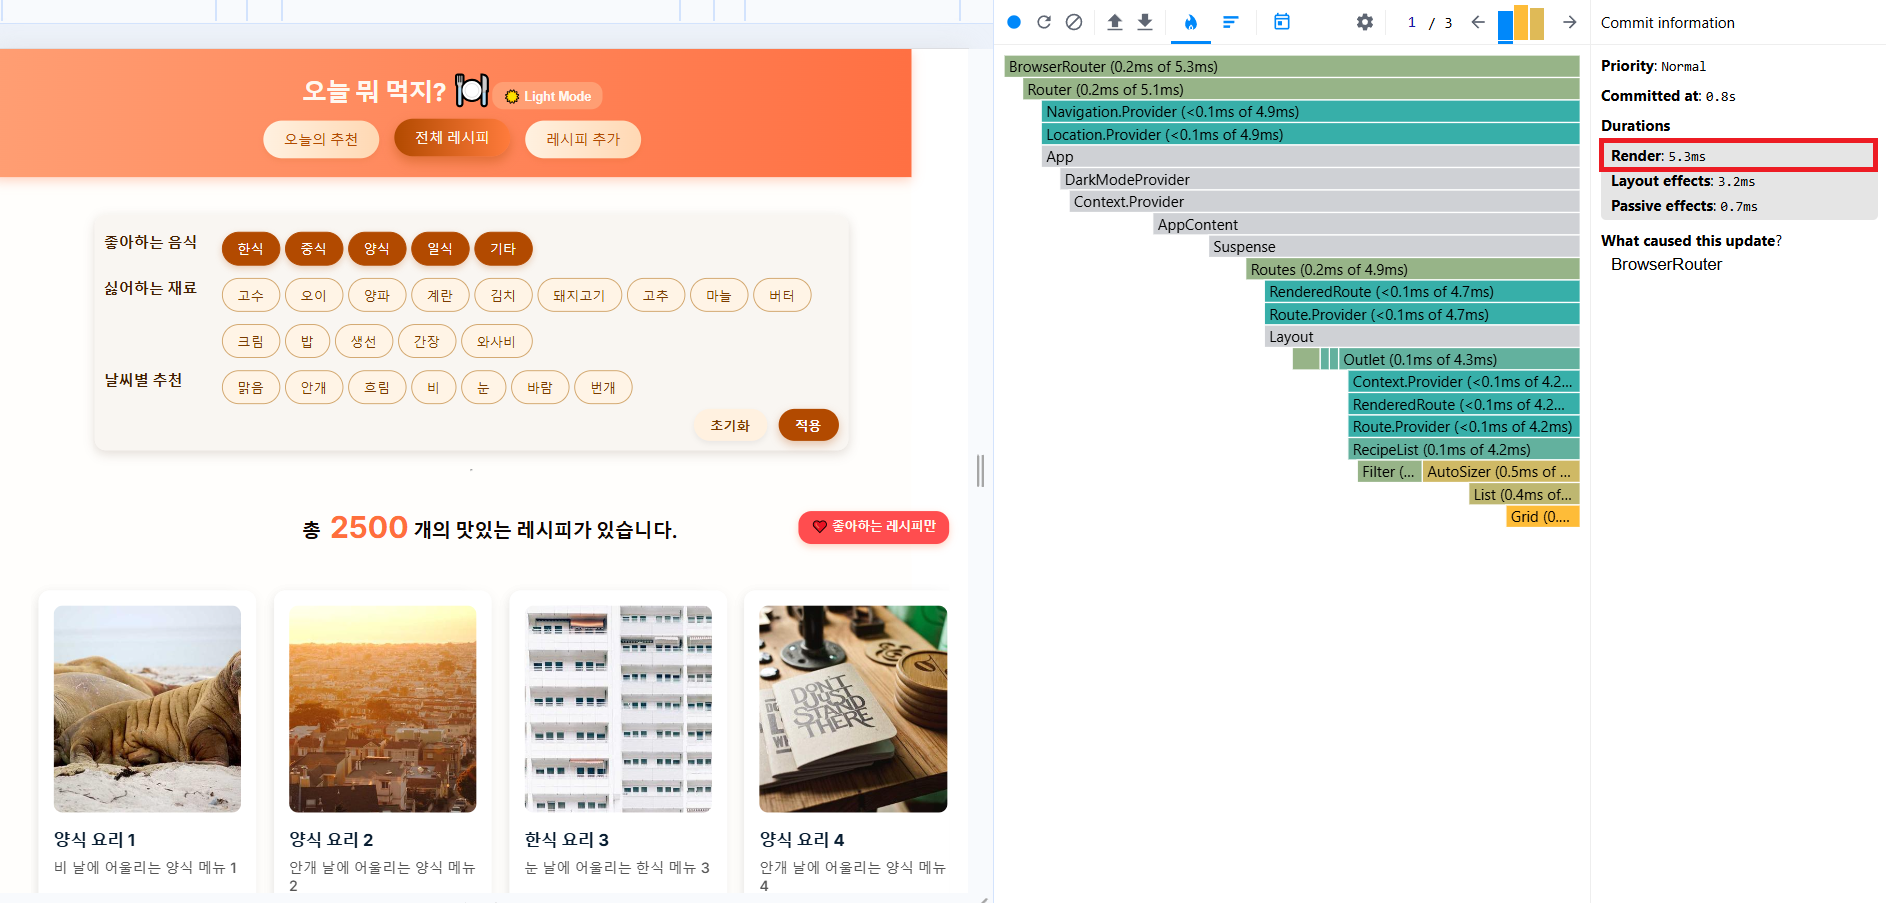 오늘 뭐 먹지? 🍽️
Light Mode
오늘의 추천
전체 레시피
레시피 추가
좋아하는 음식
한식
중식
양식
일식
기타
싫어하는 재료
고수
오이
양파
계란
김치
돼지고기
고추
마늘
버터
크림
밥
생선
간장
와사비
날씨별 추천
맑음
안개
흐림
비
눈
바람
번개
초기화
적용
총 2500 개의 맛있는 레시피가 있습니다.
좋아하는 레시피만
DON'T
JUST
STAND
THERE
양식 요리 1
비 날에 어울리는 양식 메뉴 1
양식 요리 2
안개 날에 어울리는 양식 메뉴
2
한식 요리 3
눈 날에 어울리는 한식 메뉴 3
양식 요리 4
안개 날에 어울리는 양식 메뉴
4
1 / 3
BrowserRouter (0.2ms of 5.3ms)
Router (0.2ms of 5.1ms)
Navigation.Provider (<0.1ms of 4.9ms)
Location.Provider (<0.1ms of 4.9ms)
App
DarkModeProvider
Context.Provider
AppContent
Suspense
Routes (0.2ms of 4.9ms)
RenderedRoute (<0.1ms of 4.7ms)
Route.Provider (<0.1ms of 4.7ms)
Layout
Outlet (0.1ms of 4.3ms)
Context.Provider (<0.1ms of 4.2...
RenderedRoute (<0.1ms of 4.2...
Route.Provider (<0.1ms of 4.2ms)
RecipeList (0.1ms of 4.2ms)
Filter (...
AutoSizer (0.5ms of ...
List (0.4ms of...
Grid (0....
Commit information
Priority: Normal
Committed at: 0.8s
Durations
Render: 5.3ms
Layout effects: 3.2ms
Passive effects: 0.7ms
What caused this update?
BrowserRouter